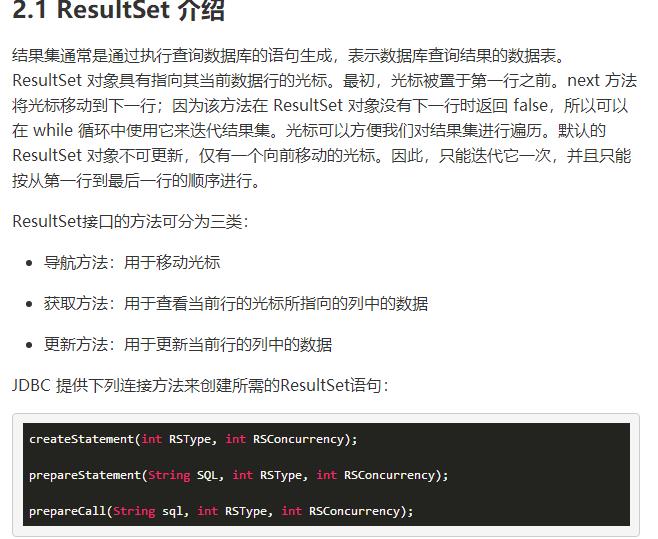 2.1 ResultSet 介绍
结果集通常是通过执行查询数据库的语句生成，表示数据库查询结果的数据表。
ResultSet 对象具有指向其当前数据行的光标。最初，光标被置于第一行之前。next 方法
将光标移动到下一行；因为该方法在 ResultSet 对象没有下一行时返回 false，所以可以
在 while 循环中使用它来迭代结果集。光标可以方便我们对结果集进行遍历。默认的
ResultSet 对象不可更新，仅有一个向前移动的光标。因此，只能迭代它一次，并且只能
按从第一行到最后一行的顺序进行。
ResultSet接口的方法可分为三类：
• 导航方法：用于移动光标
• 获取方法：用于查看当前行的光标所指向的列中的数据
• 更新方法：用于更新当前行的列中的数据
JDBC 提供下列连接方法来创建所需的ResultSet语句：
createStatement(int RSType, int RSConcurrency);
prepareStatement(String SQL, int RSType, int RSConcurrency);
prepareCall(String sql, int RSType, int RSConcurrency);